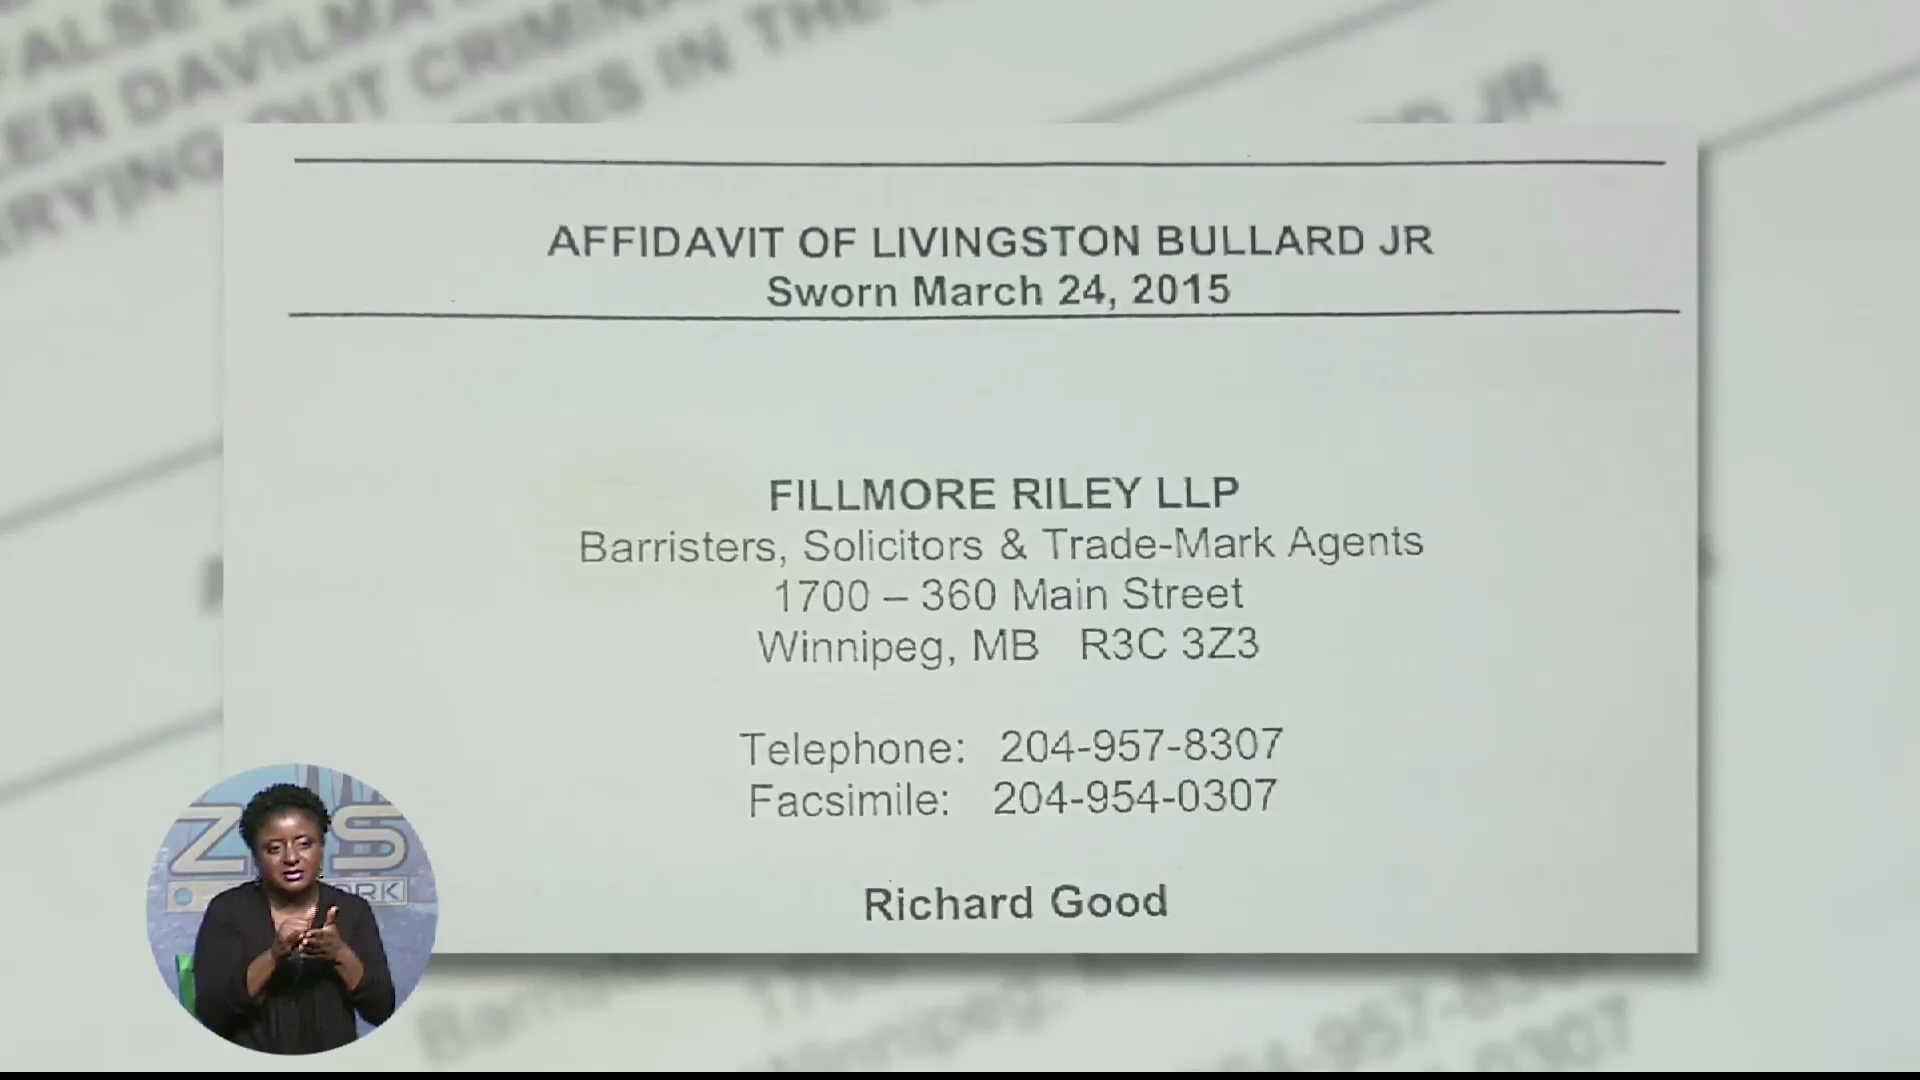 AFFIDAVIT OF LIVINGSTON BULLARD JR
Sworn March 24, 2015
FILLMORE RILEY LLP
Barristers, Solicitors & Trade-Mark Agents
1700 – 360 Main Street
Winnipeg, MB R3C 3Z3
Telephone: 204-957-8307
Facsimile: 204-954-0307
Richard Good